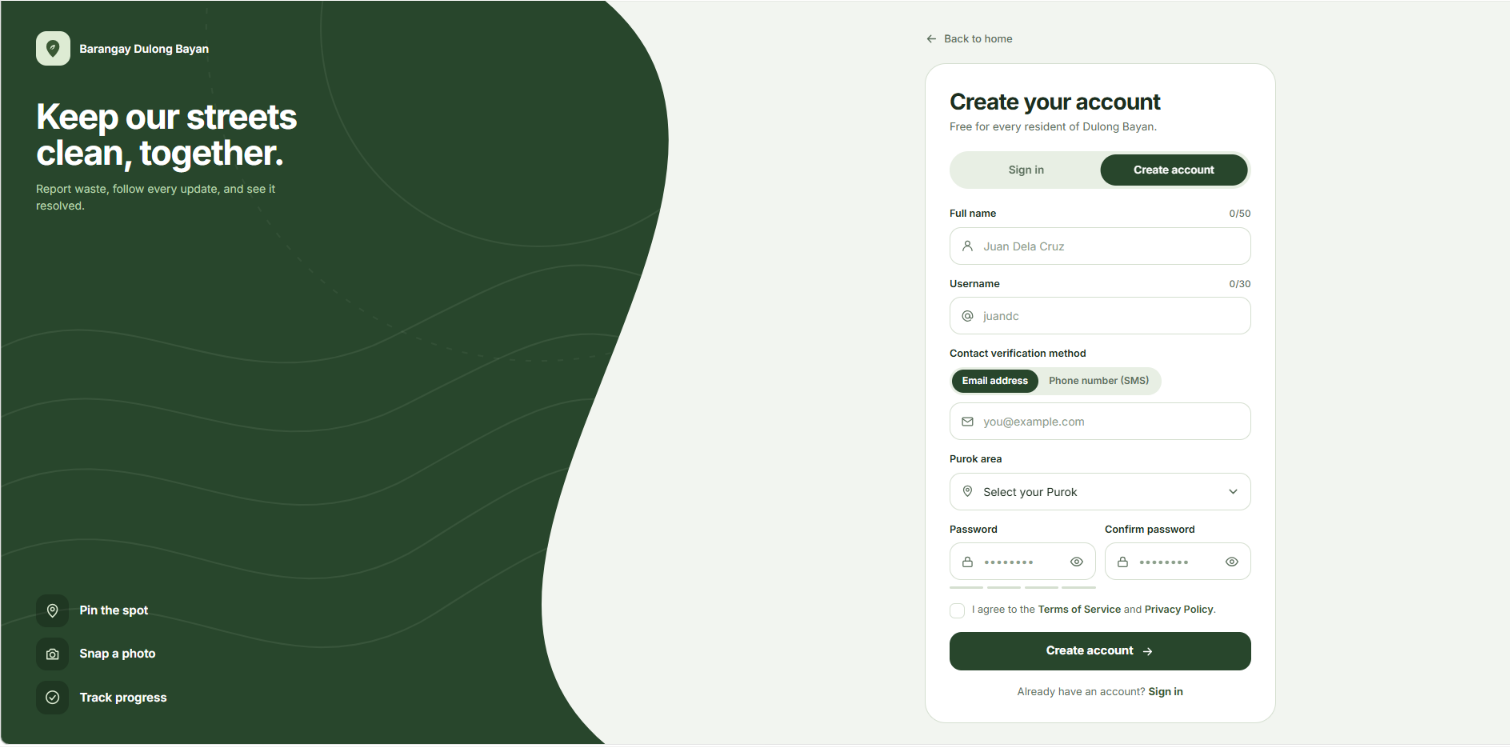 Barangay Dulong Bayan
Keep our streets
clean, together.
Report waste, follow every update, and see it
resolved.
Pin the spot
Snap a photo
Track progress
← Back to home
Create your account
Free for every resident of Dulong Bayan.
Sign in
Create account
Full name
0/50
Juan Dela Cruz
Username
0/30
juandc
Contact verification method
Email address
Phone number (SMS)
you@example.com
Purok area
Select your Purok
Password
Confirm password
••••••••
••••••••
I agree to the Terms of Service and Privacy Policy.
Create account →
Already have an account? Sign in